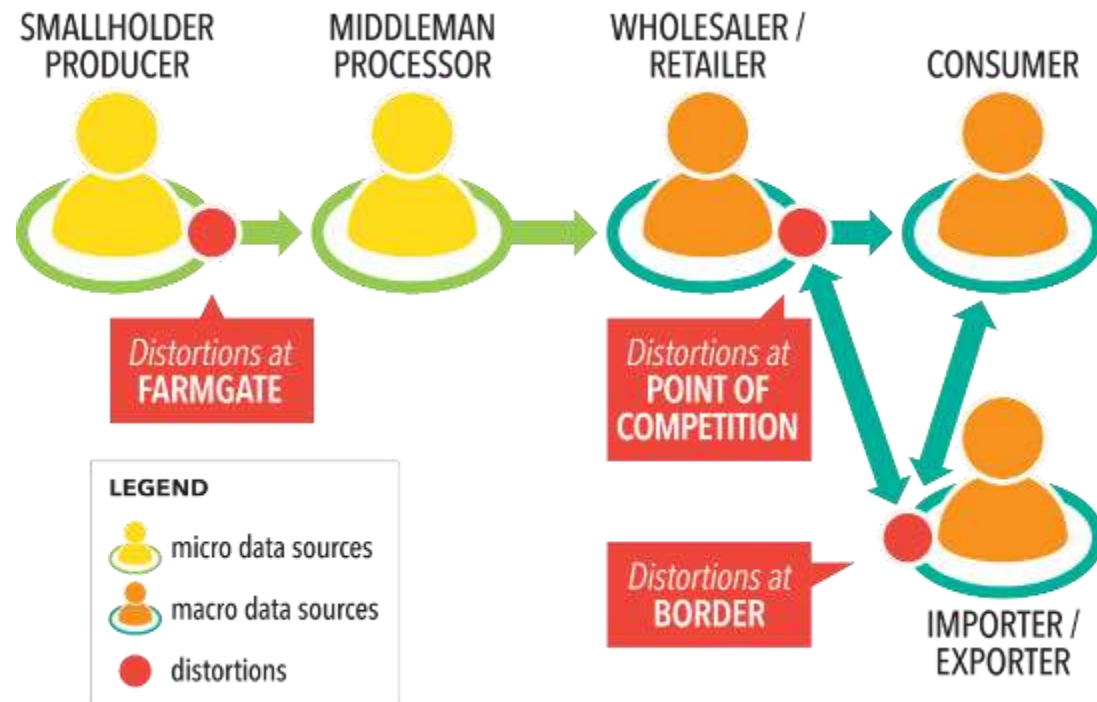 SMALLHOLDER
PRODUCER
MIDDLEMAN
PROCESSOR
WHOLESALER /
RETAILER
CONSUMER
Distortions at
FARMGATE
Distortions at
POINT OF
COMPETITION
LEGEND
micro data sources
macro data sources
distortions
Distortions at
BORDER
IMPORTER /
EXPORTER